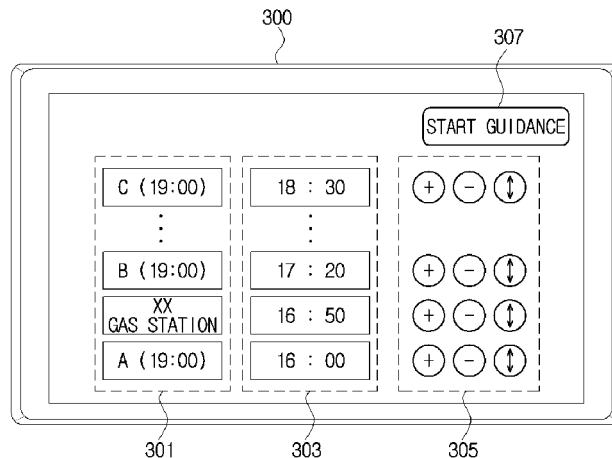 300
307
START GUIDANCE
C (19:00) 18 : 30 + - ↕
⋮ ⋮
B (19:00) 17 : 20 + - ↕
XX
GAS STATION 16 : 50 + - ↕
A (19:00) 16 : 00 + - ↕
301 303 305